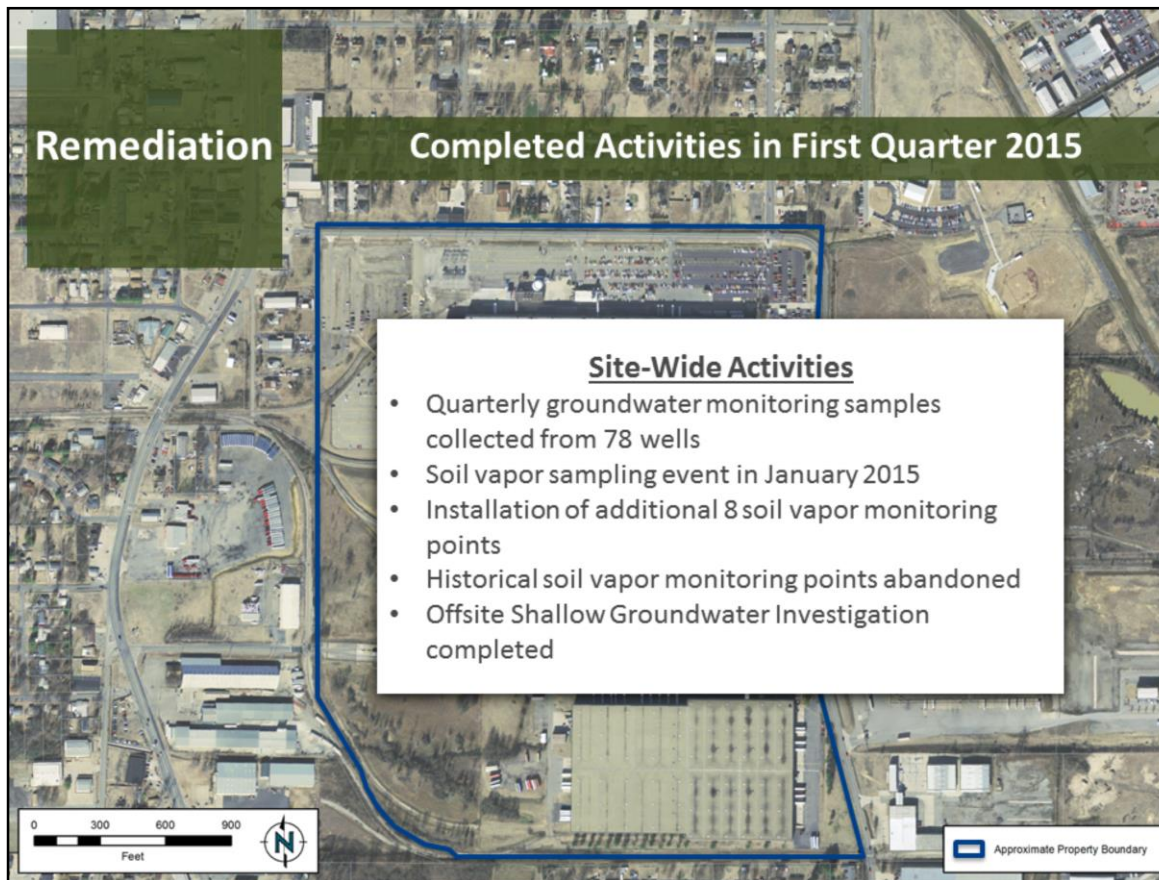 Remediation
Completed Activities in First Quarter 2015
Site-Wide Activities
• Quarterly groundwater monitoring samples
collected from 78 wells
• Soil vapor sampling event in January 2015
• Installation of additional 8 soil vapor monitoring
points
• Historical soil vapor monitoring points abandoned
• Offsite Shallow Groundwater Investigation
completed
0 300 600 900
Feet
N
Approximate Property Boundary